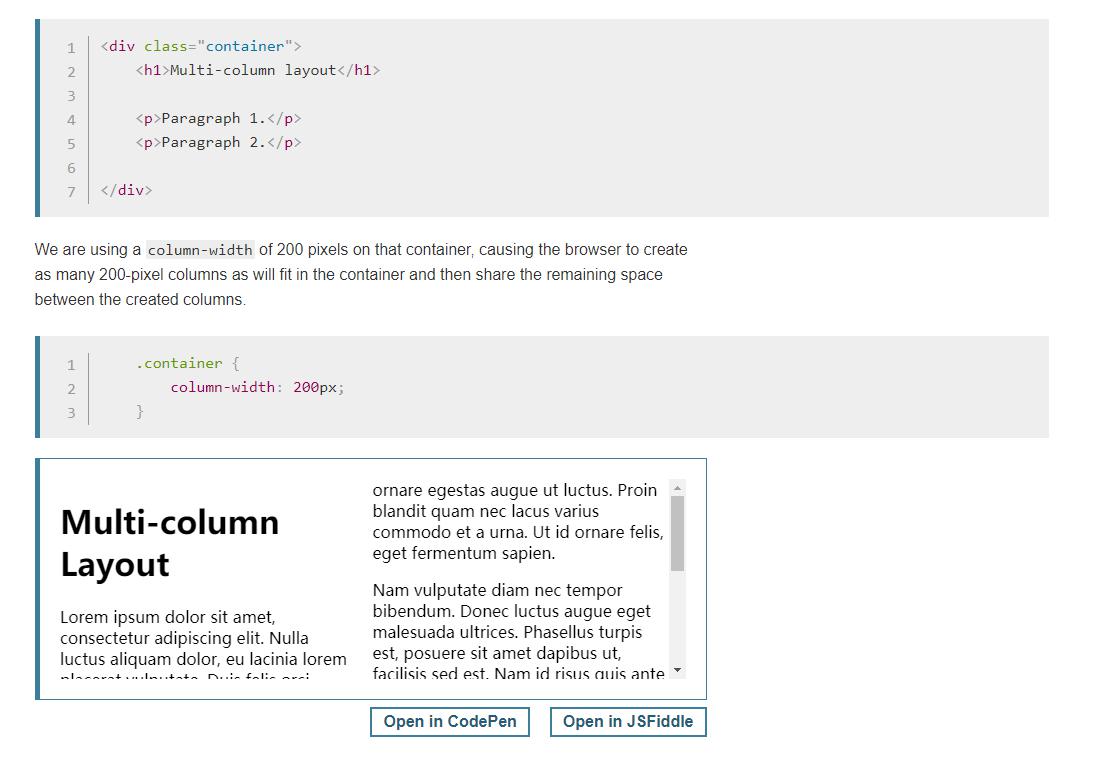 1 <div class="container">
2 <h1>Multi-column layout</h1>
3
4 <p>Paragraph 1.</p>
5 <p>Paragraph 2.</p>
6
7 </div>
We are using a column-width of 200 pixels on that container, causing the browser to create
as many 200-pixel columns as will fit in the container and then share the remaining space
between the created columns.
1 .container {
2 column-width: 200px;
3 }
Multi-column
Layout
Lorem ipsum dolor sit amet,
consectetur adipiscing elit. Nulla
luctus aliquam dolor, eu lacinia lorem
placerat vulputate. Duis felis orci
ornare egestas augue ut luctus. Proin
blandit quam nec lacus varius
commodo et a urna. Ut id ornare felis,
eget fermentum sapien.
Nam vulputate diam nec tempor
bibendum. Donec luctus augue eget
malesuada ultrices. Phasellus turpis
est, posuere sit amet dapibus ut,
facilisis sed est. Nam id risus quis ante
Open in CodePen
Open in JSFiddle